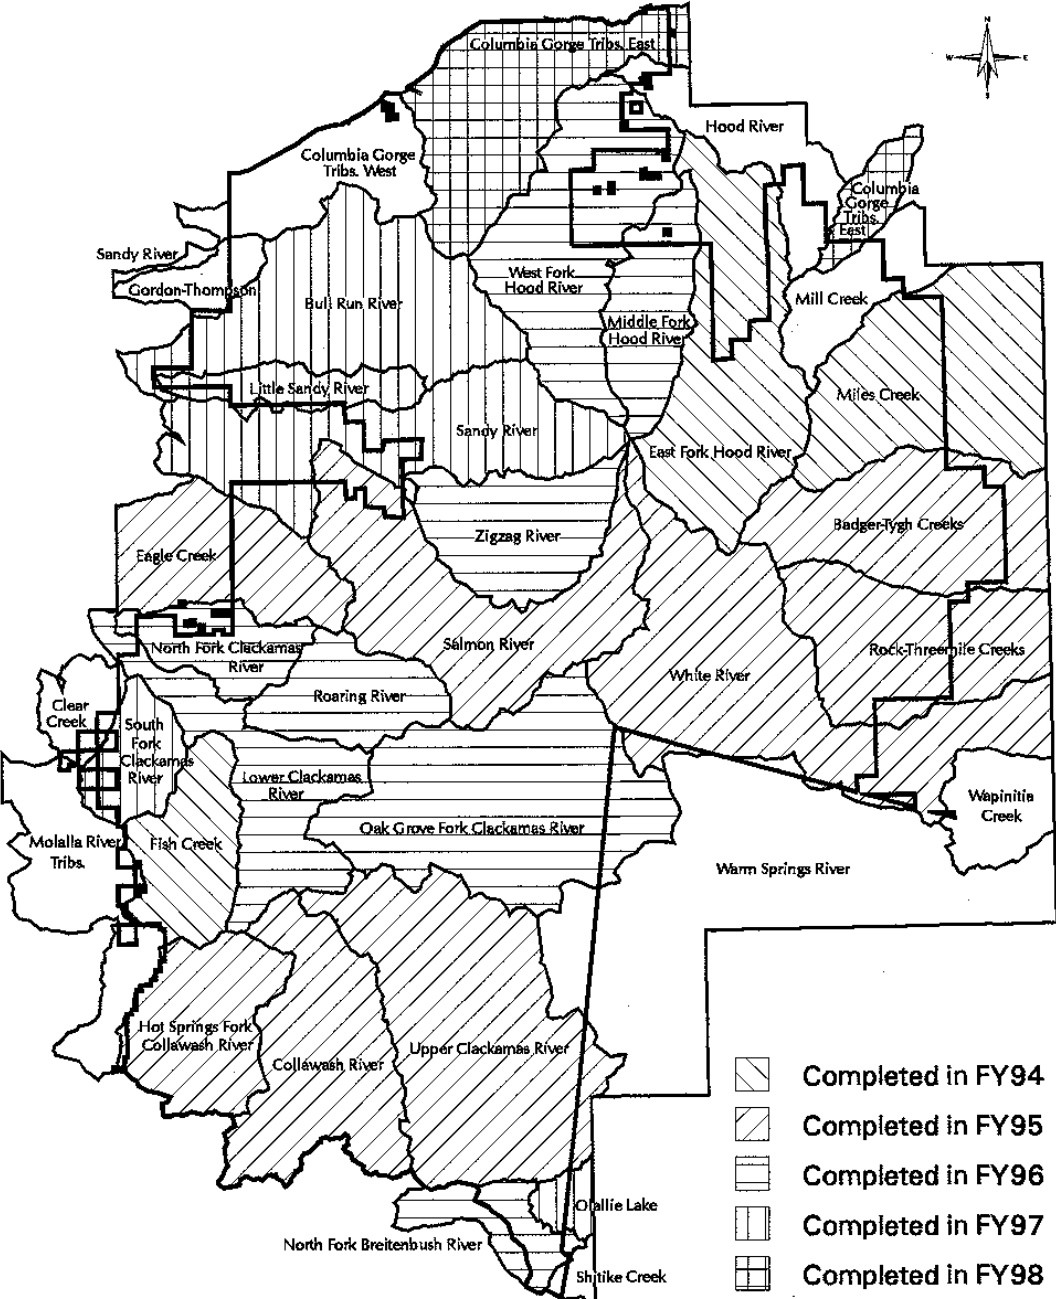 N
W
E
S
Columbia Gorge Tribs. East
Hood River
Columbia Gorge
Tribs. West
Columbia
Gorge
Tribs.
East
Sandy River
Gordon-Thompson
Bull Run River
West Fork
Hood River
Middle Fork
Hood River
Mill Creek
Little Sandy River
Miles Creek
Sandy River
East Fork Hood River
Badger-Tygh Creeks
Zigzag River
Eagle Creek
Salmon River
North Fork Clackamas
River
Rock-Threemile Creeks
White River
Roaring River
Clear
Creek
South
Fork
Clackamas
River
Lower Clackamas
River
Wapinitia
Creek
Oak Grove Fork Clackamas River
Molalla River
Tribs.
Fish Creek
Warm Springs River
Hot Springs Fork
Collawash River
Collawash River
Upper Clackamas River
Olallie Lake
North Fork Breitenbush River
Shitike Creek
Completed in FY94
Completed in FY95
Completed in FY96
Completed in FY97
Completed in FY98